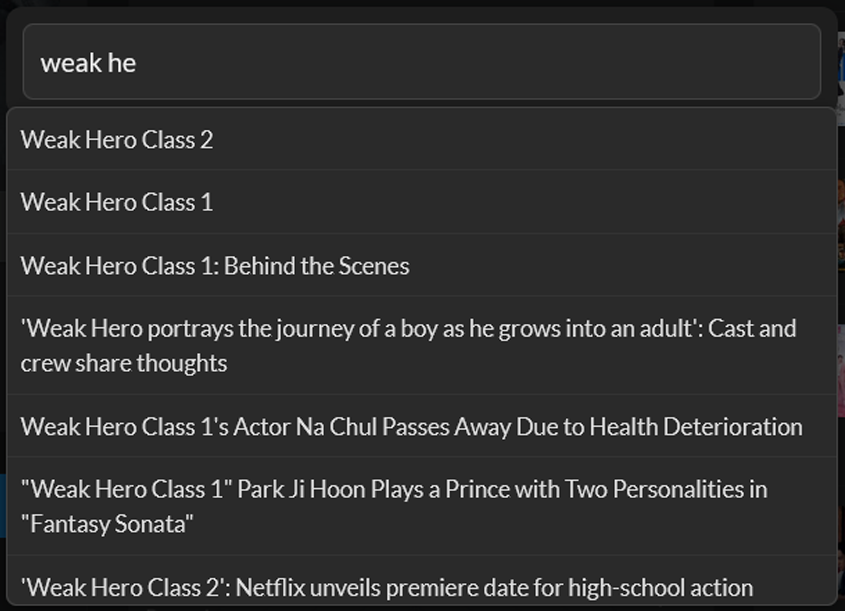 weak he
Weak Hero Class 2
Weak Hero Class 1
Weak Hero Class 1: Behind the Scenes
'Weak Hero portrays the journey of a boy as he grows into an adult': Cast and
crew share thoughts
Weak Hero Class 1's Actor Na Chul Passes Away Due to Health Deterioration
"Weak Hero Class 1" Park Ji Hoon Plays a Prince with Two Personalities in
"Fantasy Sonata"
'Weak Hero Class 2': Netflix unveils premiere date for high-school action